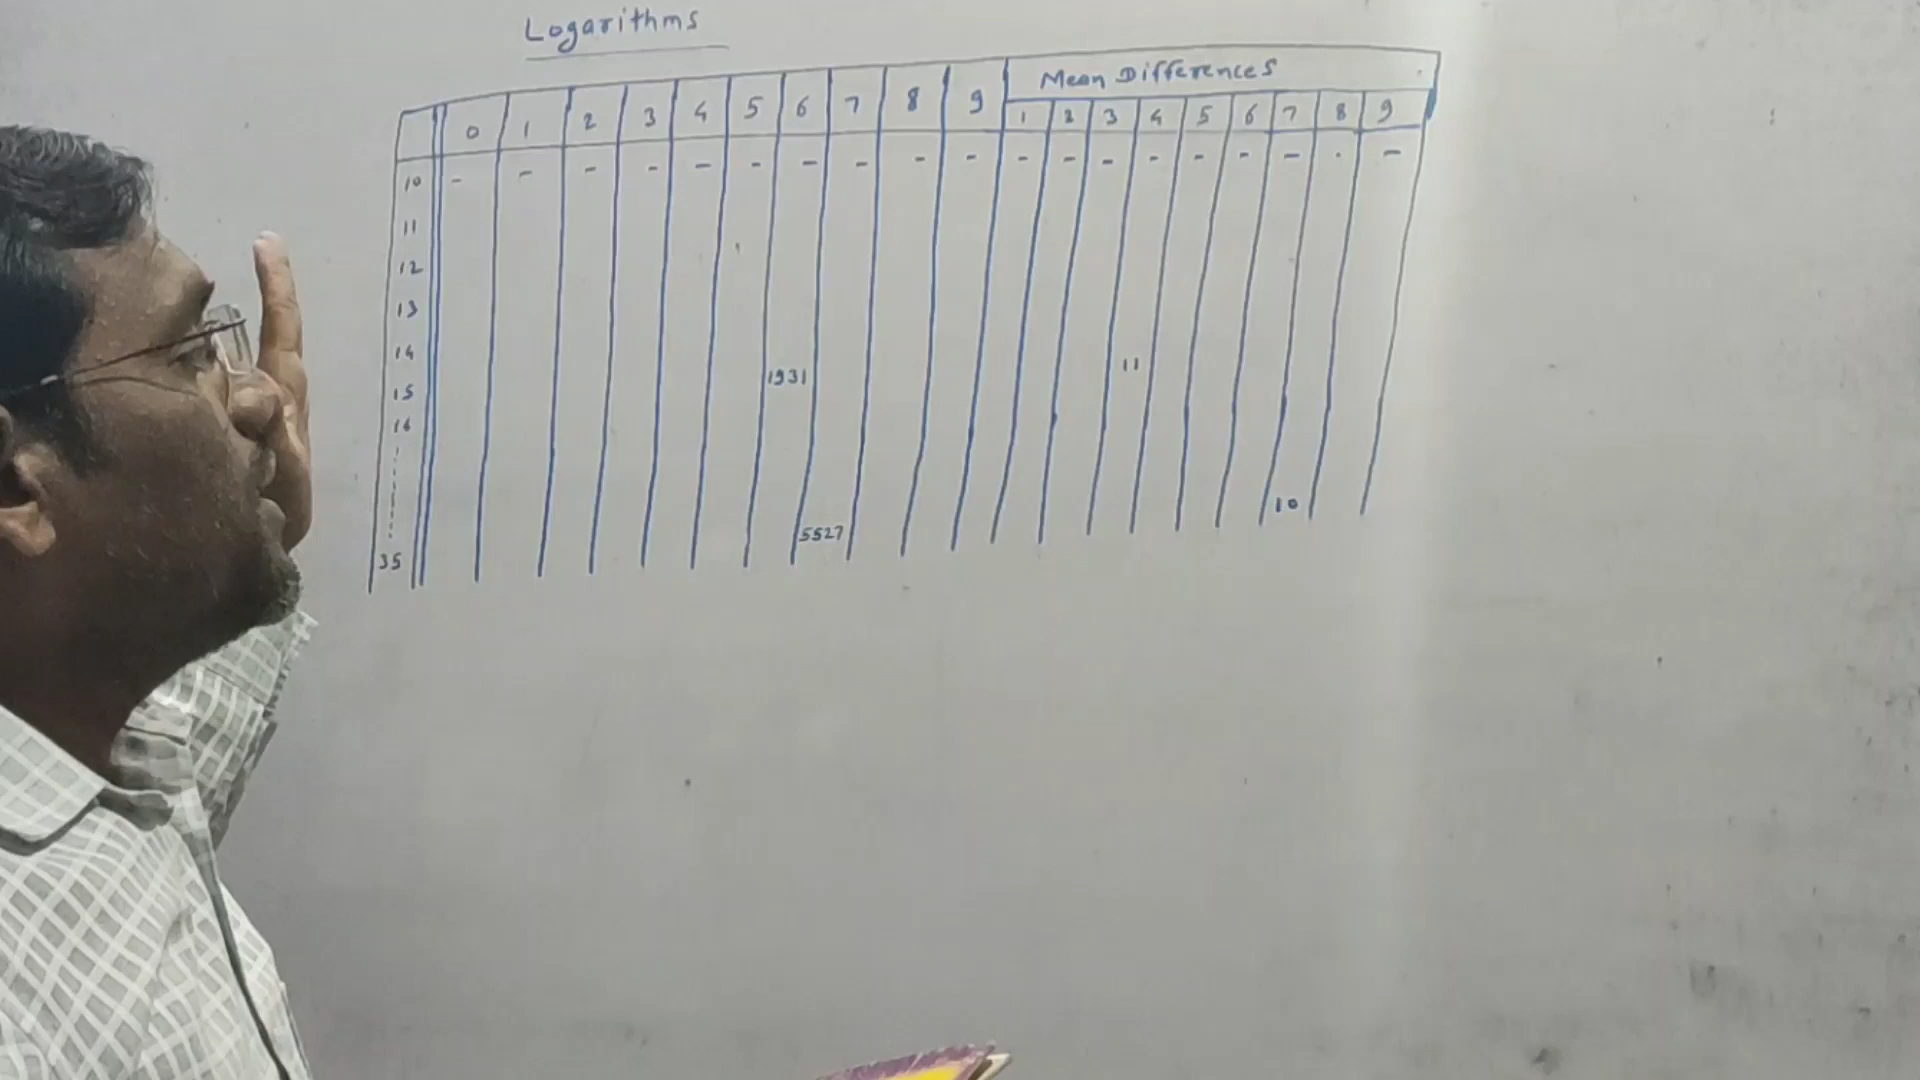 Logarithms
Mean Differences
0 1 2 3 4 5 6 7 8 9 1 2 3 4 5 6 7 8 9
10 - - - - - - - - - - - - - - - - - - -
11
12
13
14
15 1931 11
16
35 5527 10